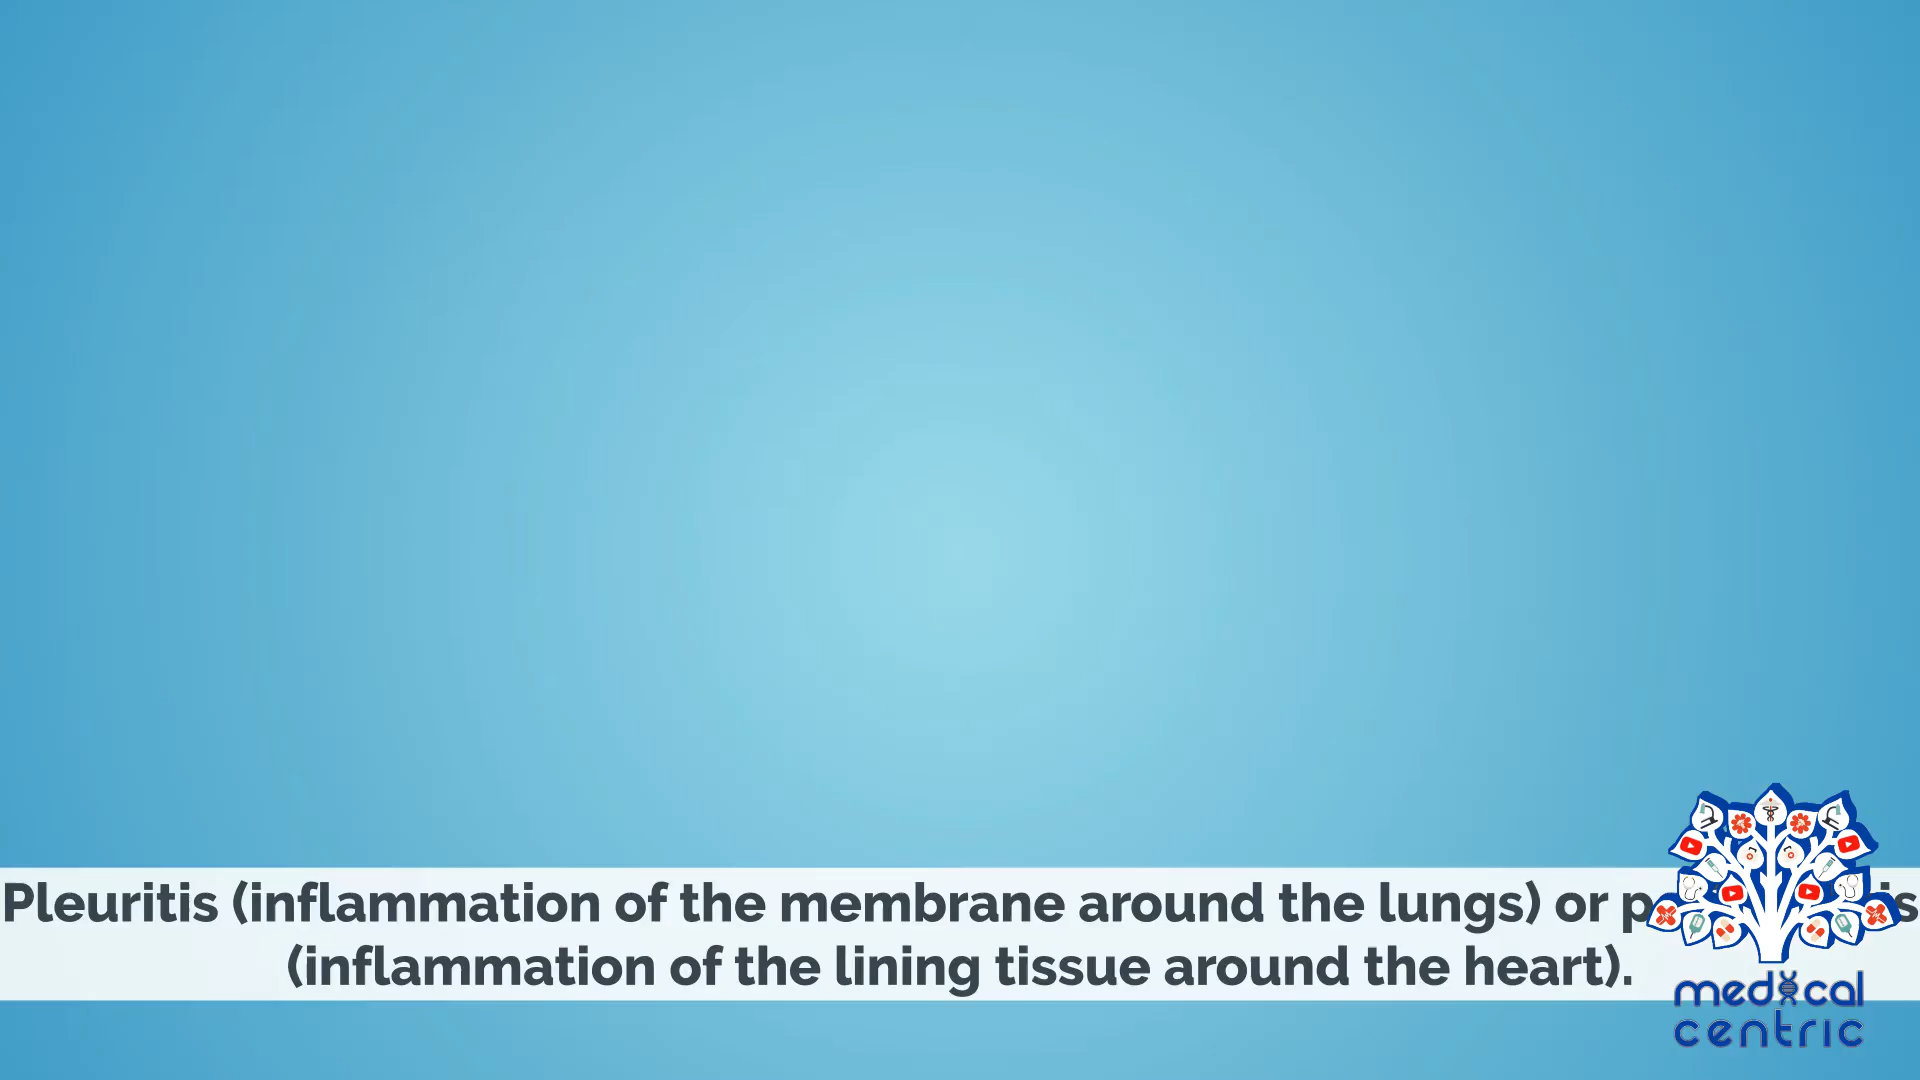 Pleuritis (inflammation of the membrane around the lungs) or
(inflammation of the lining tissue around the heart).
medical
centric